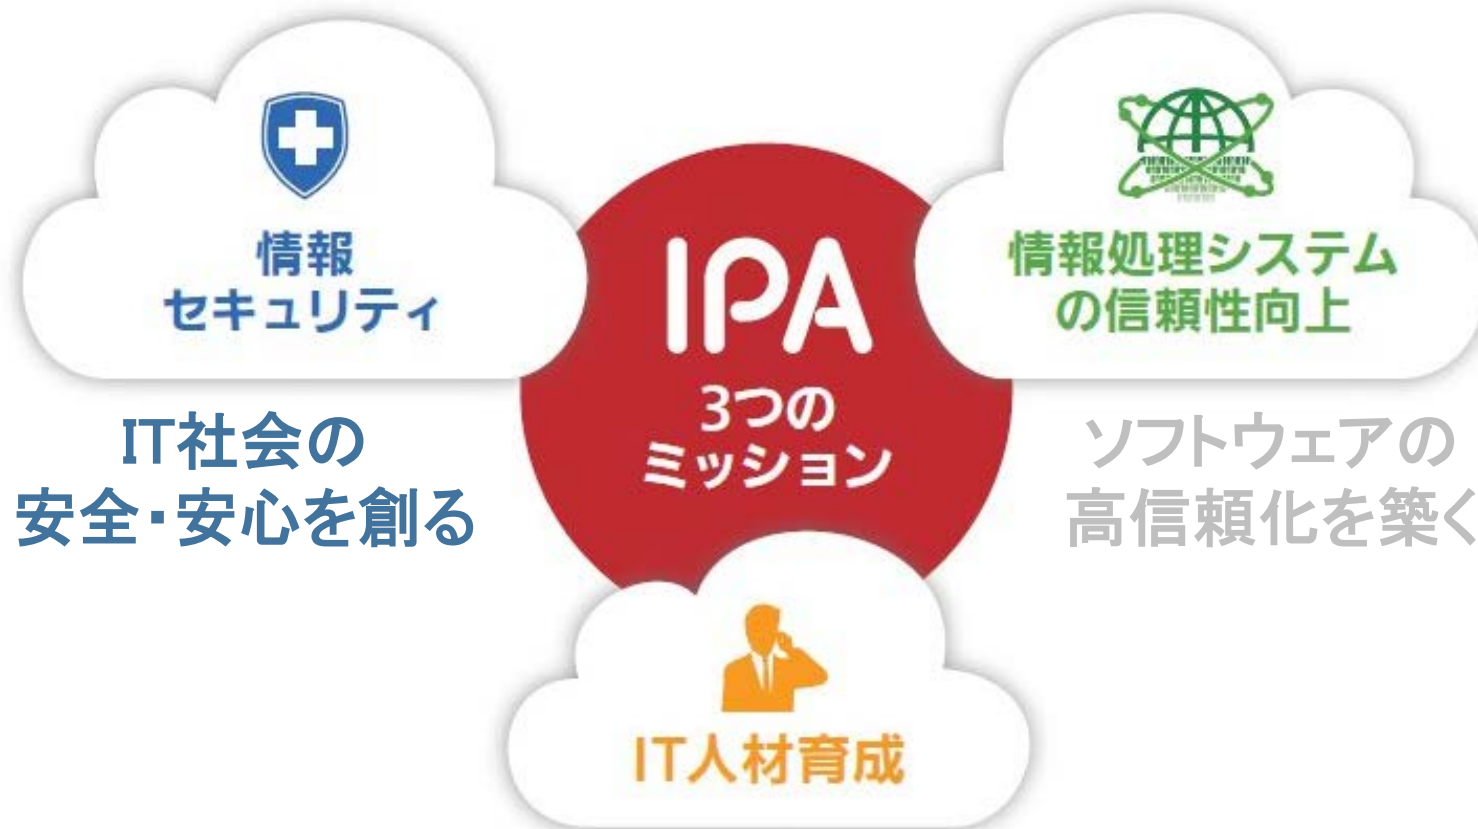 情報
セキュリティ
IT社会の
安全・安心を創る
IPA
3つの
ミッション
情報処理システム
の信頼性向上
ソフトウェアの
高信頼化を築く
IT人材育成